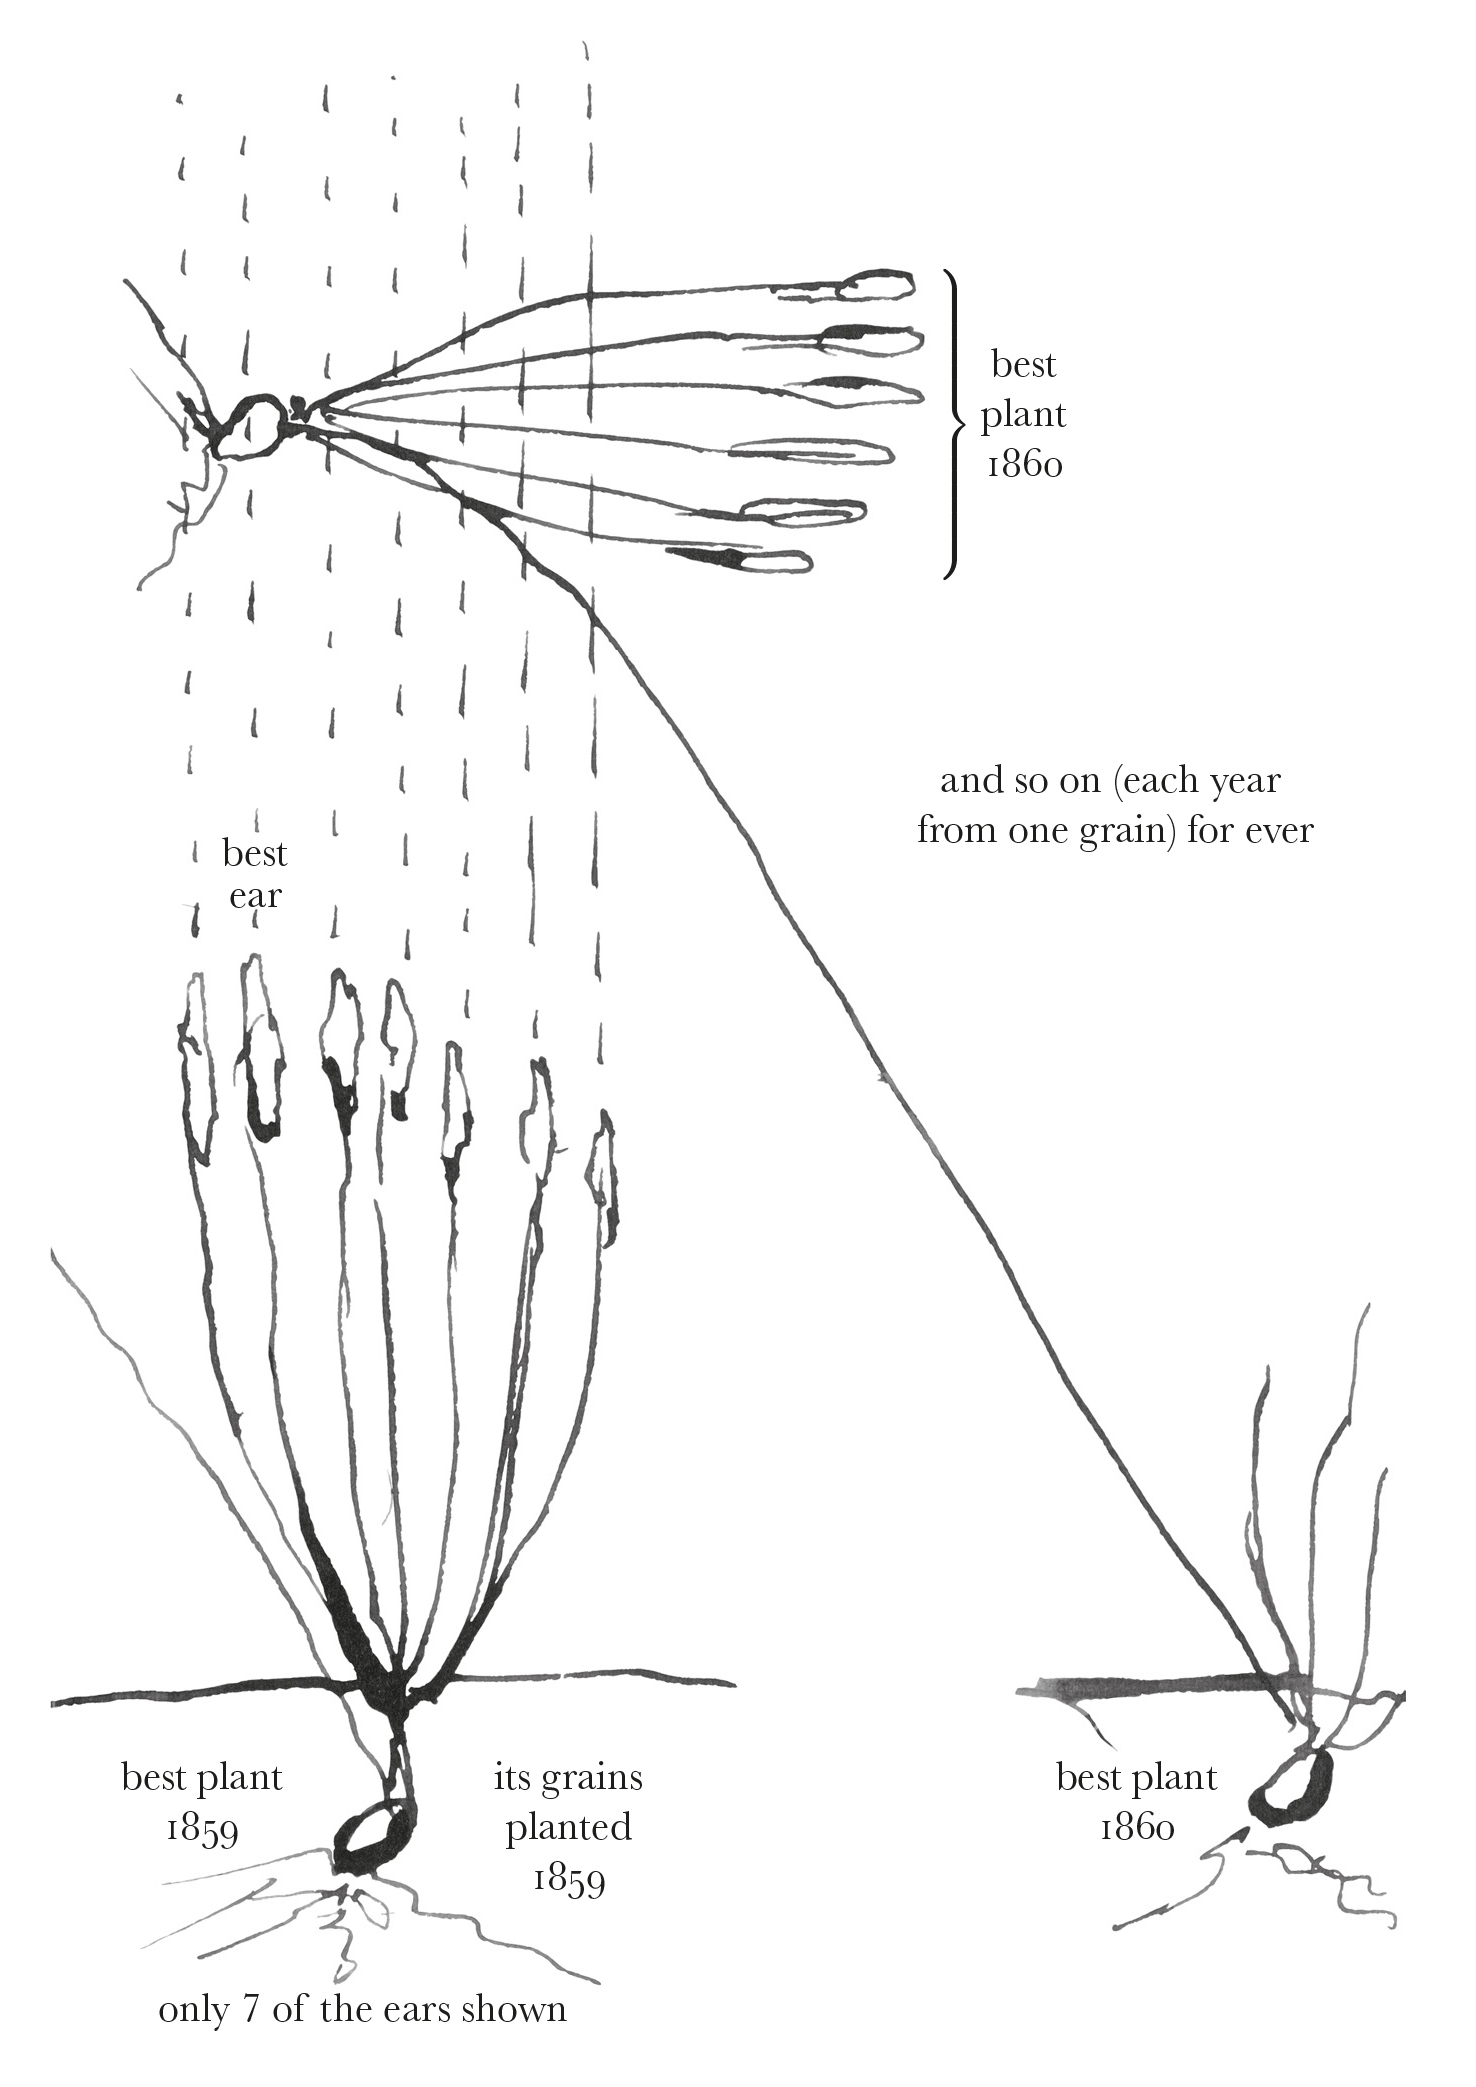 best
plant
1860
and so on (each year
from one grain) for ever
best
ear
best plant
1859
its grains
planted
1859
best plant
1860
only 7 of the ears shown